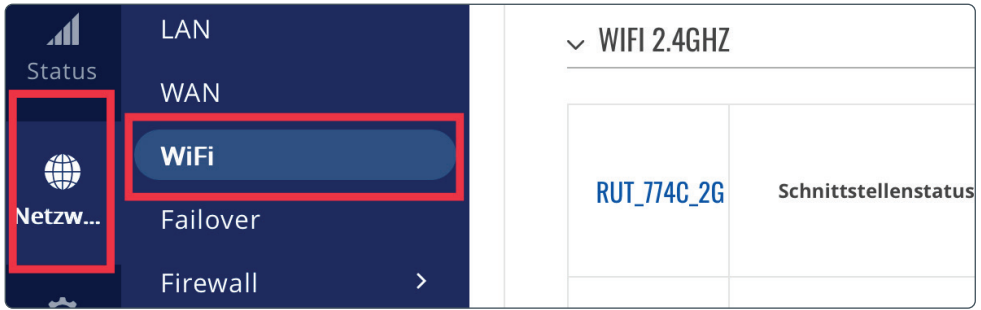 Status
Netzw...
LAN
WAN
WiFi
Failover
Firewall
WIFI 2.4GHZ
RUT_774C_2G
Schnittstellenstatus